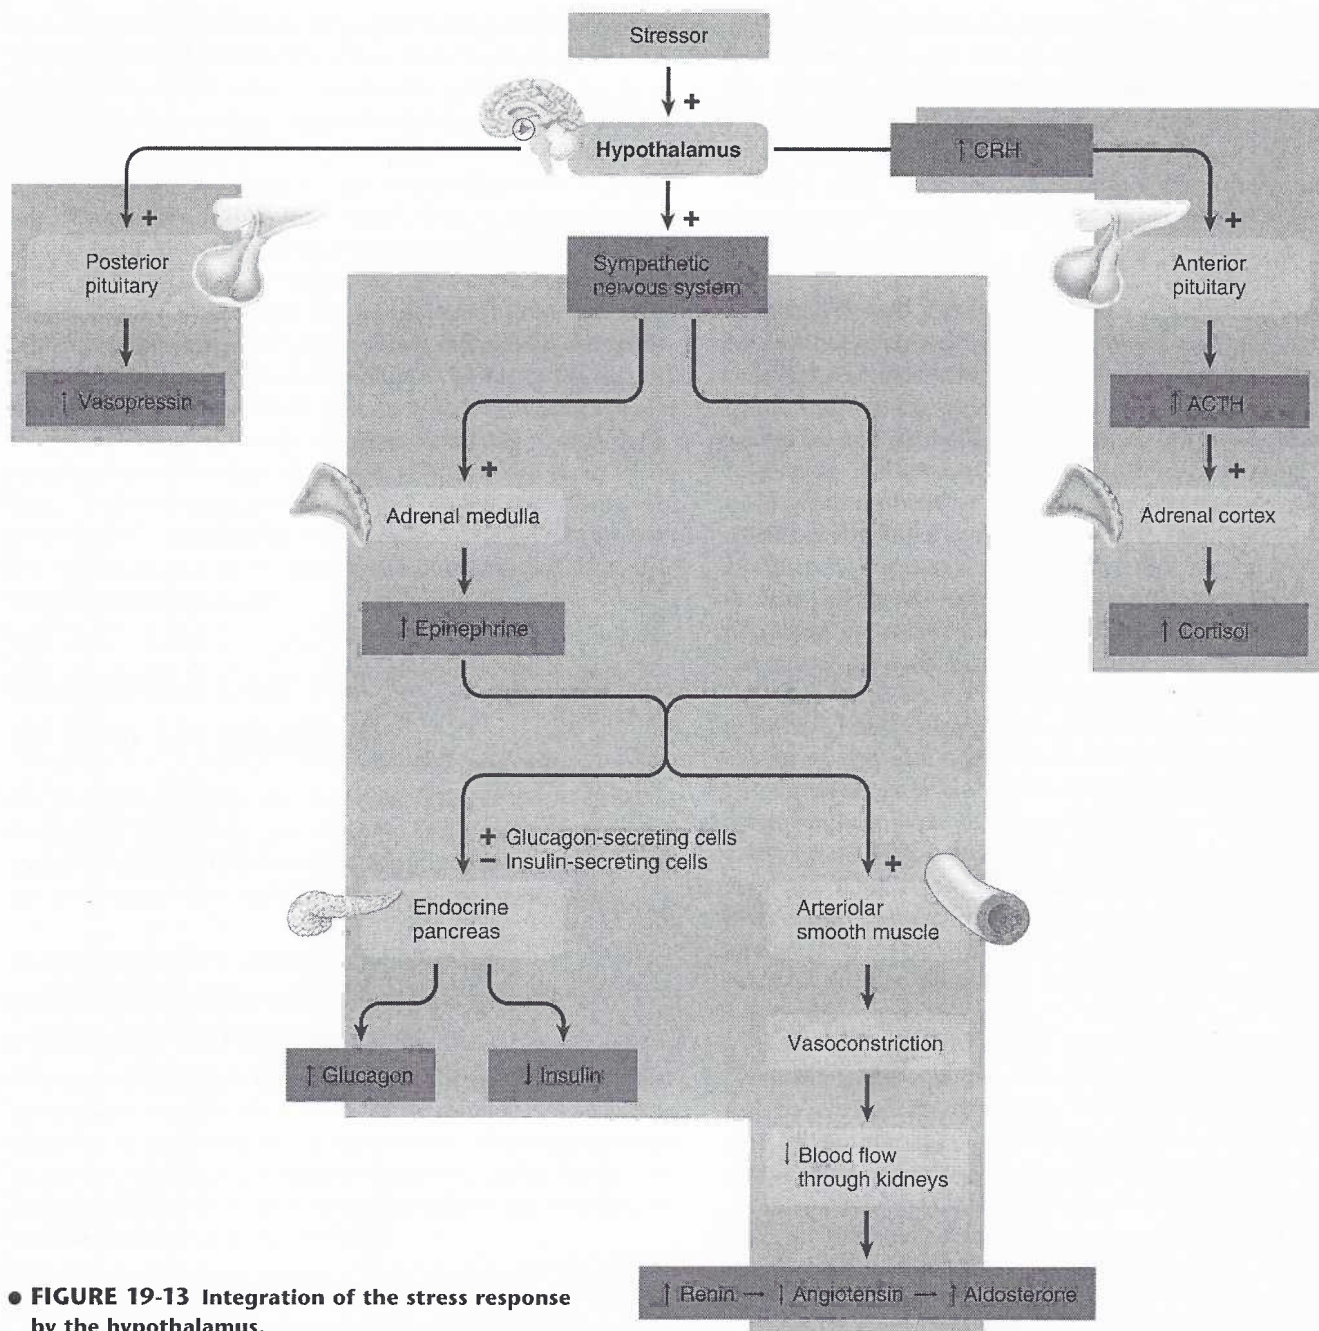 Stressor
+
Hypothalamus
↑ CRH
+
+
+
Posterior
pituitary
Sympathetic
nervous system
Anterior
pituitary
↑ Vasopressin
↑ ACTH
+
+
Adrenal medulla
Adrenal cortex
↑ Epinephrine
↑ Cortisol
+ Glucagon-secreting cells
− Insulin-secreting cells
+
Endocrine
pancreas
Arteriolar
smooth muscle
Vasoconstriction
↑ Glucagon
↓ Insulin
↓ Blood flow
through kidneys
↑ Renin → ↑ Angiotensin → ↑ Aldosterone
● FIGURE 19-13 Integration of the stress response
by the hypothalamus.